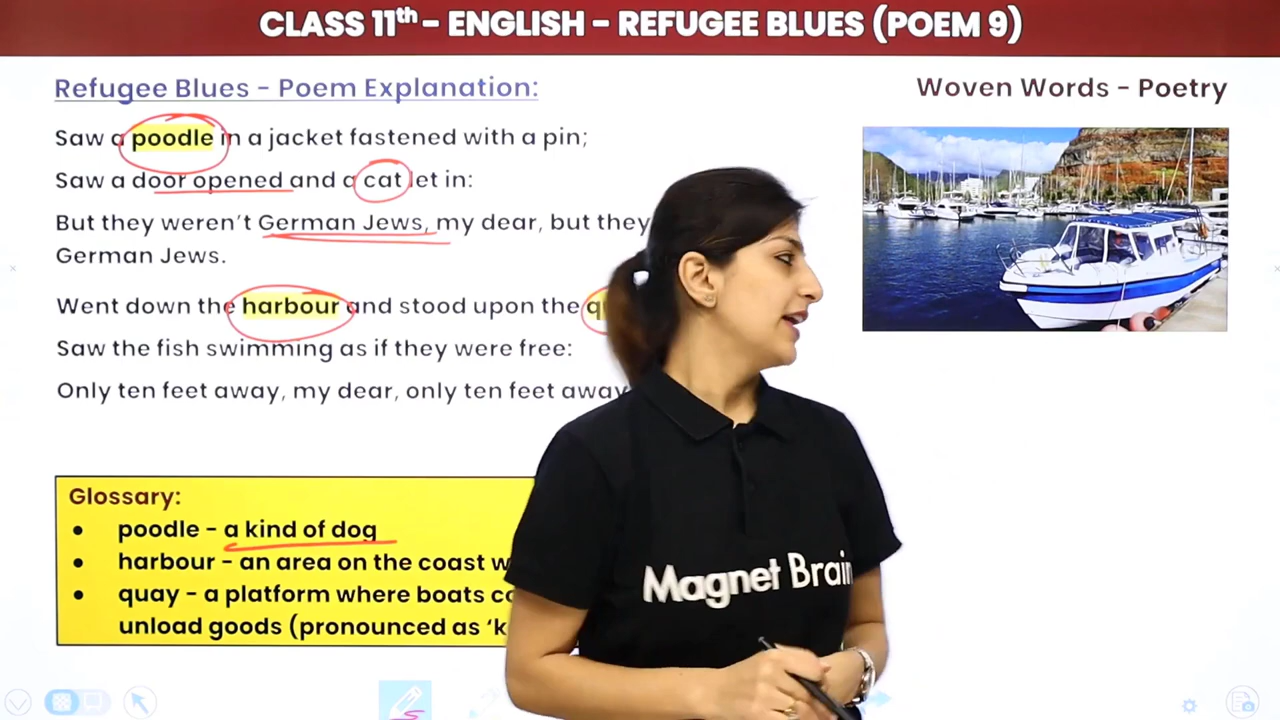 CLASS 11th - ENGLISH - REFUGEE BLUES (POEM 9)
Refugee Blues - Poem Explanation:
Woven Words - Poetry
Saw a poodle in a jacket fastened with a pin;
Saw a door opened and a cat let in:
But they weren't German Jews, my dear, but they
German Jews.
Went down the harbour and stood upon the
Saw the fish swimming as if they were free:
Only ten feet away, my dear, only ten feet away
Glossary:
• poodle - a kind of dog
• harbour - an area on the coast
• quay - a platform where boats
unload goods (pronounced as 'k
Magnet Brain